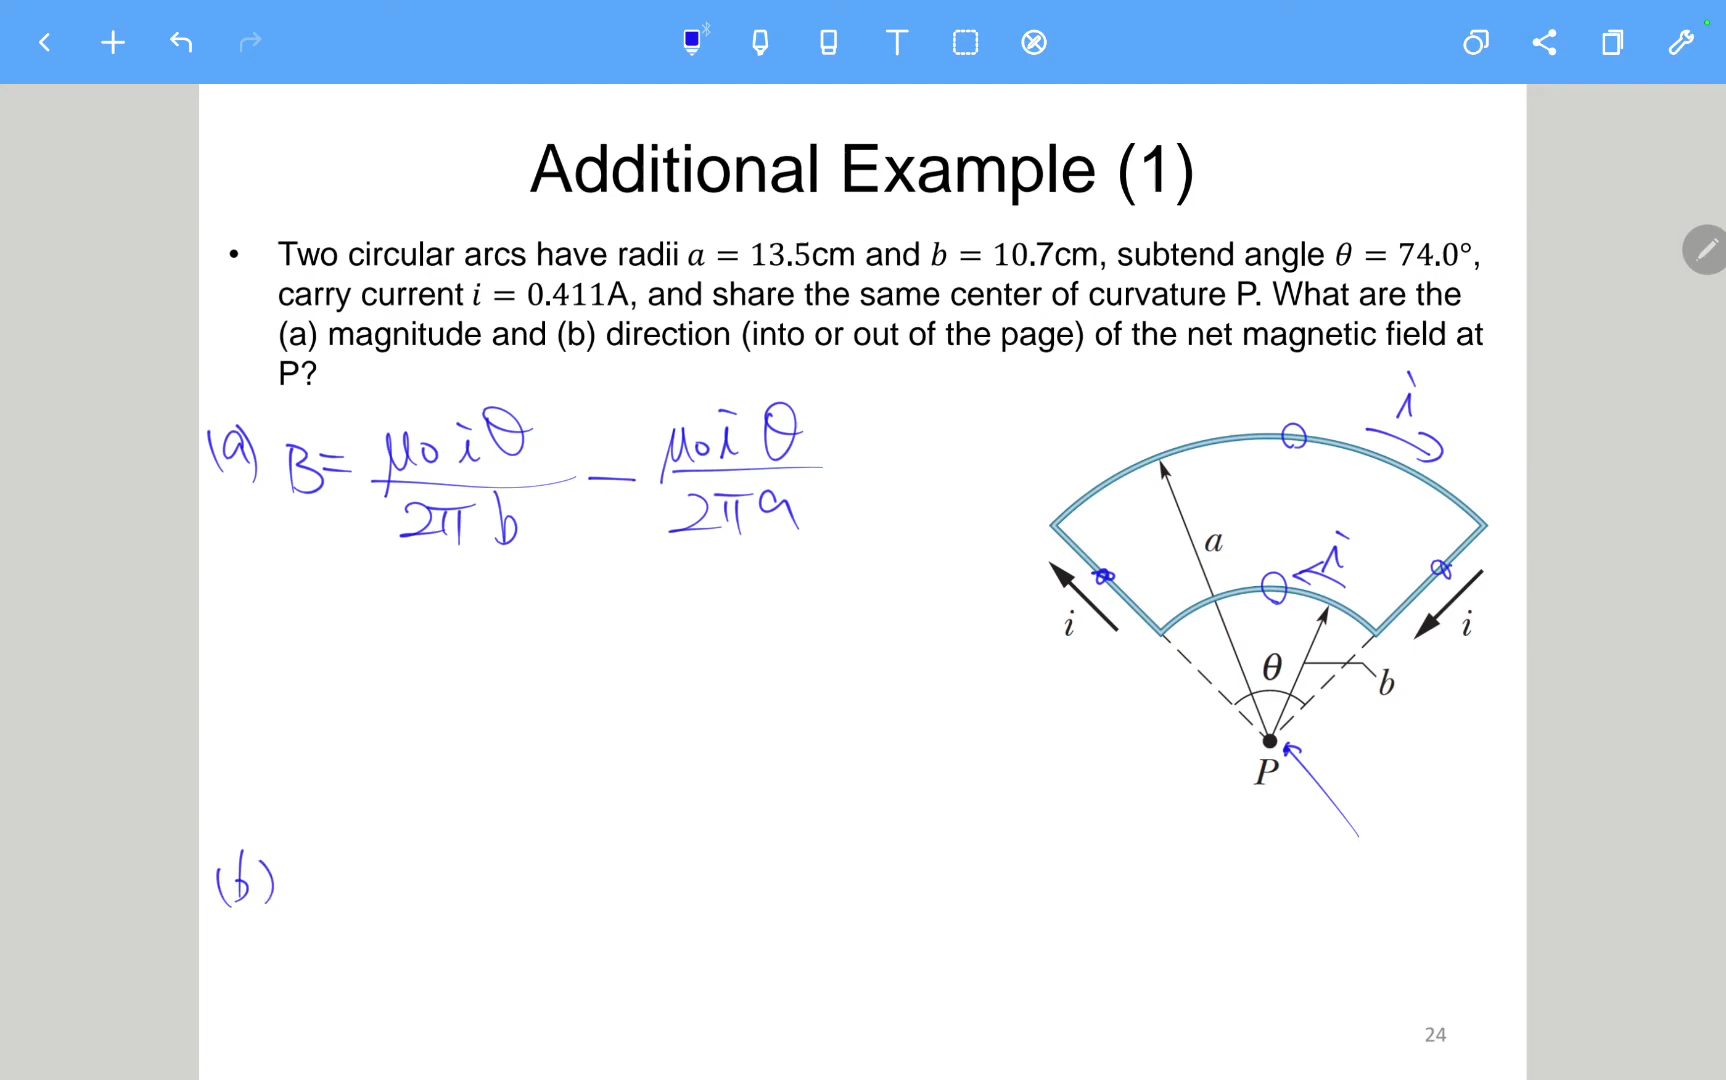 T
Additional Example (1)
• Two circular arcs have radii a = 13.5cm and b = 10.7cm, subtend angle θ = 74.0°,
carry current i = 0.411A, and share the same center of curvature P. What are the
(a) magnitude and (b) direction (into or out of the page) of the net magnetic field at
P?
(a) B = μ₀iθ / 2πb − μ₀iθ / 2πa
i
a
i
i
i
θ
b
P
(b)
24